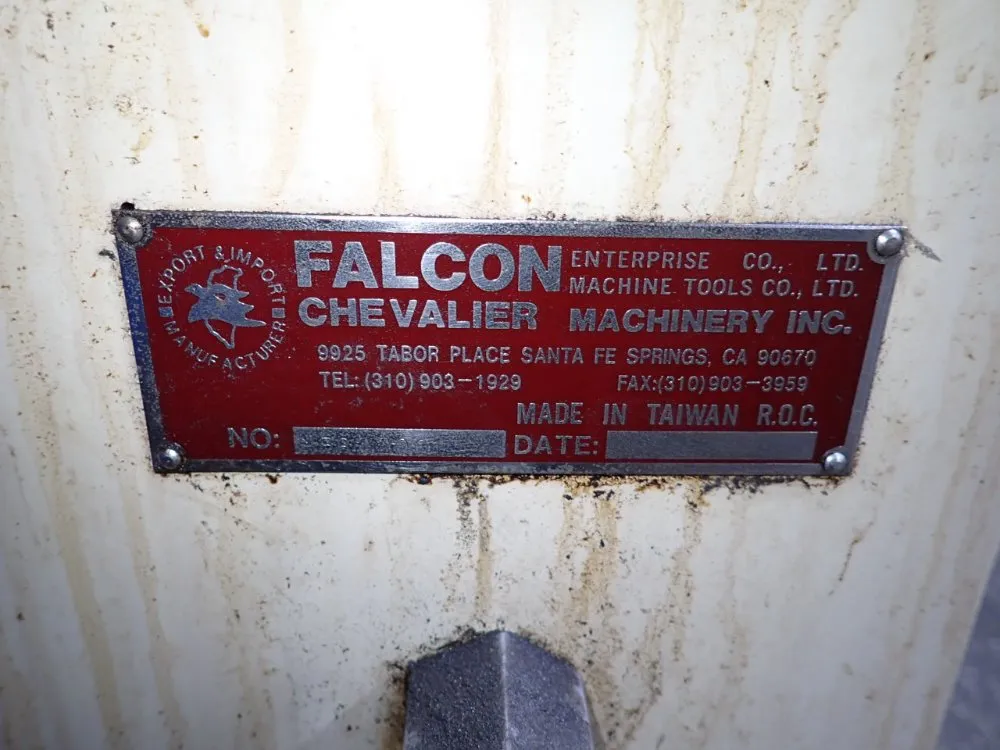 EXPORT & IMPORT
MANUFACTURER
FALCON ENTERPRISE CO., LTD.
MACHINE TOOLS CO., LTD.
CHEVALIER MACHINERY INC.
9925 TABOR PLACE SANTA FE SPRINGS, CA 90670
TEL: (310) 903-1929 FAX:(310) 903-3959
MADE IN TAIWAN R.O.C.
NO: DATE: